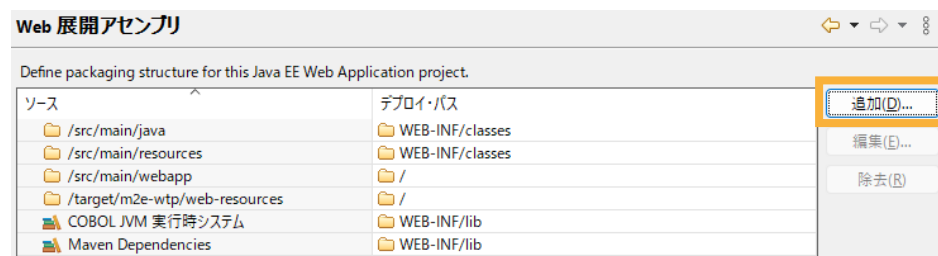 Web 展開アセンブリ
Define packaging structure for this Java EE Web Application project.
ソース デプロイ・パス
/src/main/java WEB-INF/classes
/src/main/resources WEB-INF/classes
/src/main/webapp /
/target/m2e-wtp/web-resources /
COBOL JVM 実行時システム WEB-INF/lib
Maven Dependencies WEB-INF/lib
追加(D)...
編集(E)...
除去(R)